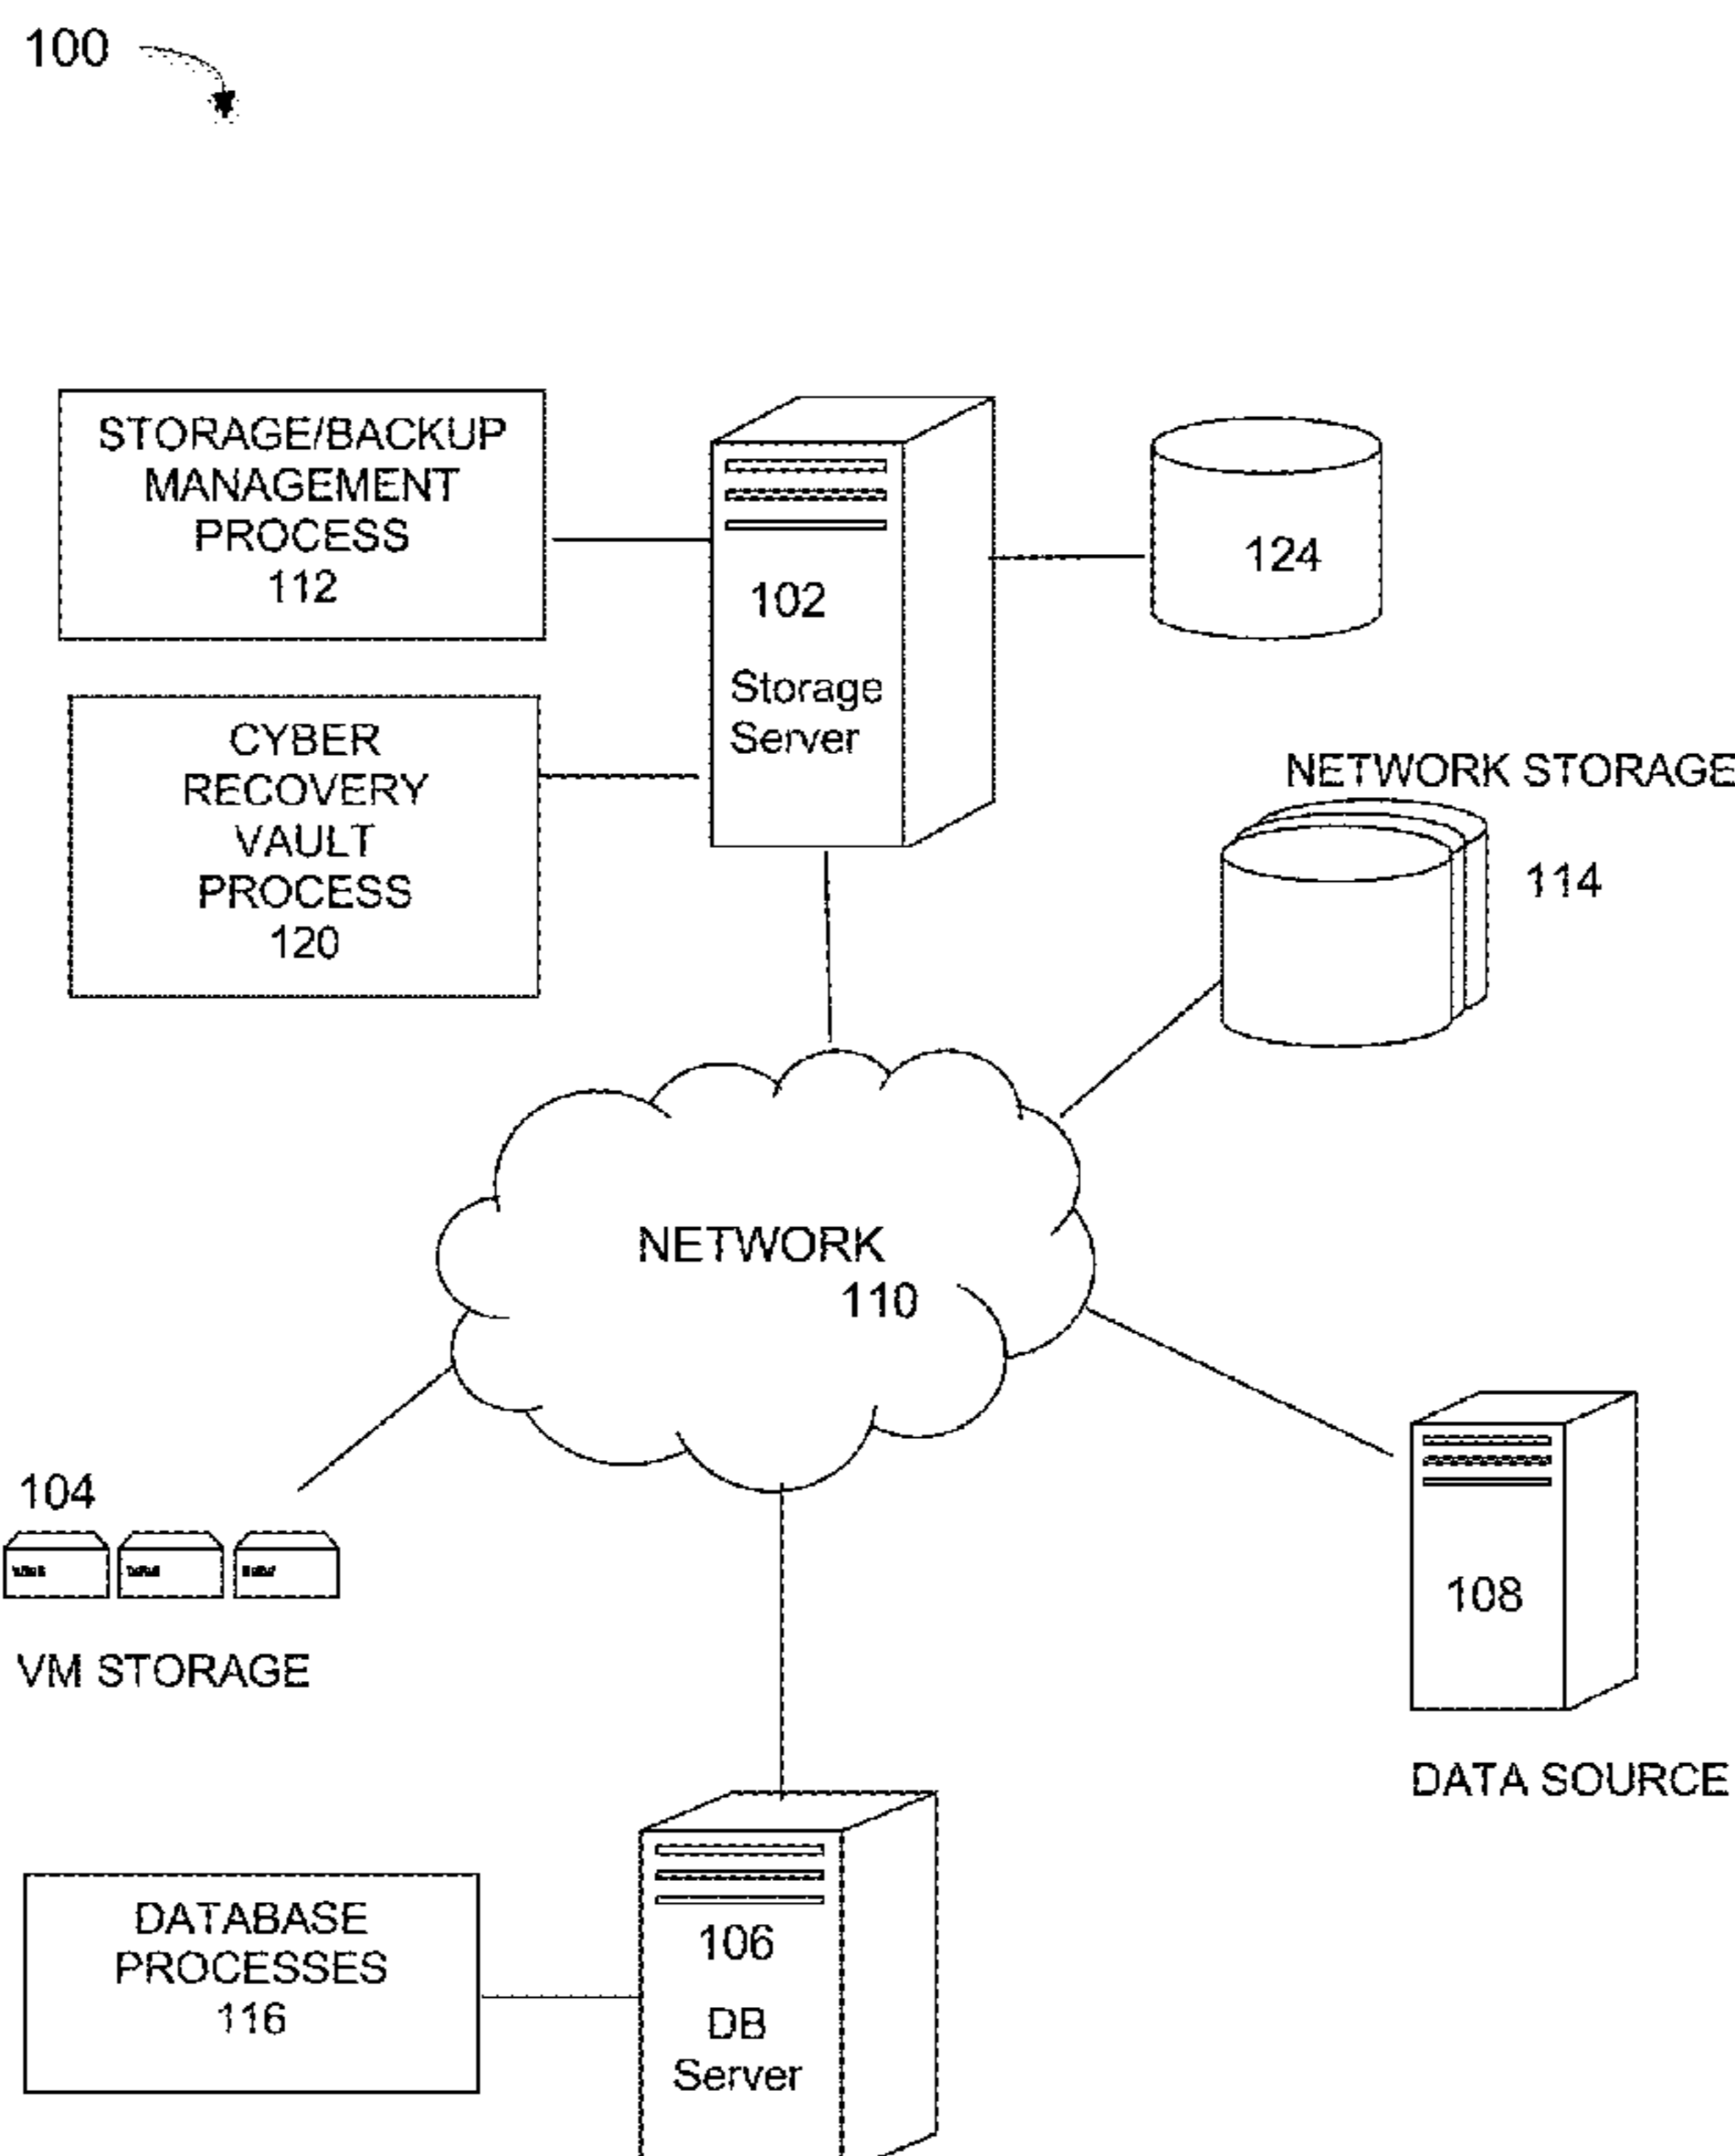 100
STORAGE/BACKUP
MANAGEMENT
PROCESS
112
102
Storage
Server
124
CYBER
RECOVERY
VAULT
PROCESS
120
NETWORK STORAGE
114
NETWORK
110
104
VM STORAGE
108
DATA SOURCE
DATABASE
PROCESSES
116
106
DB
Server